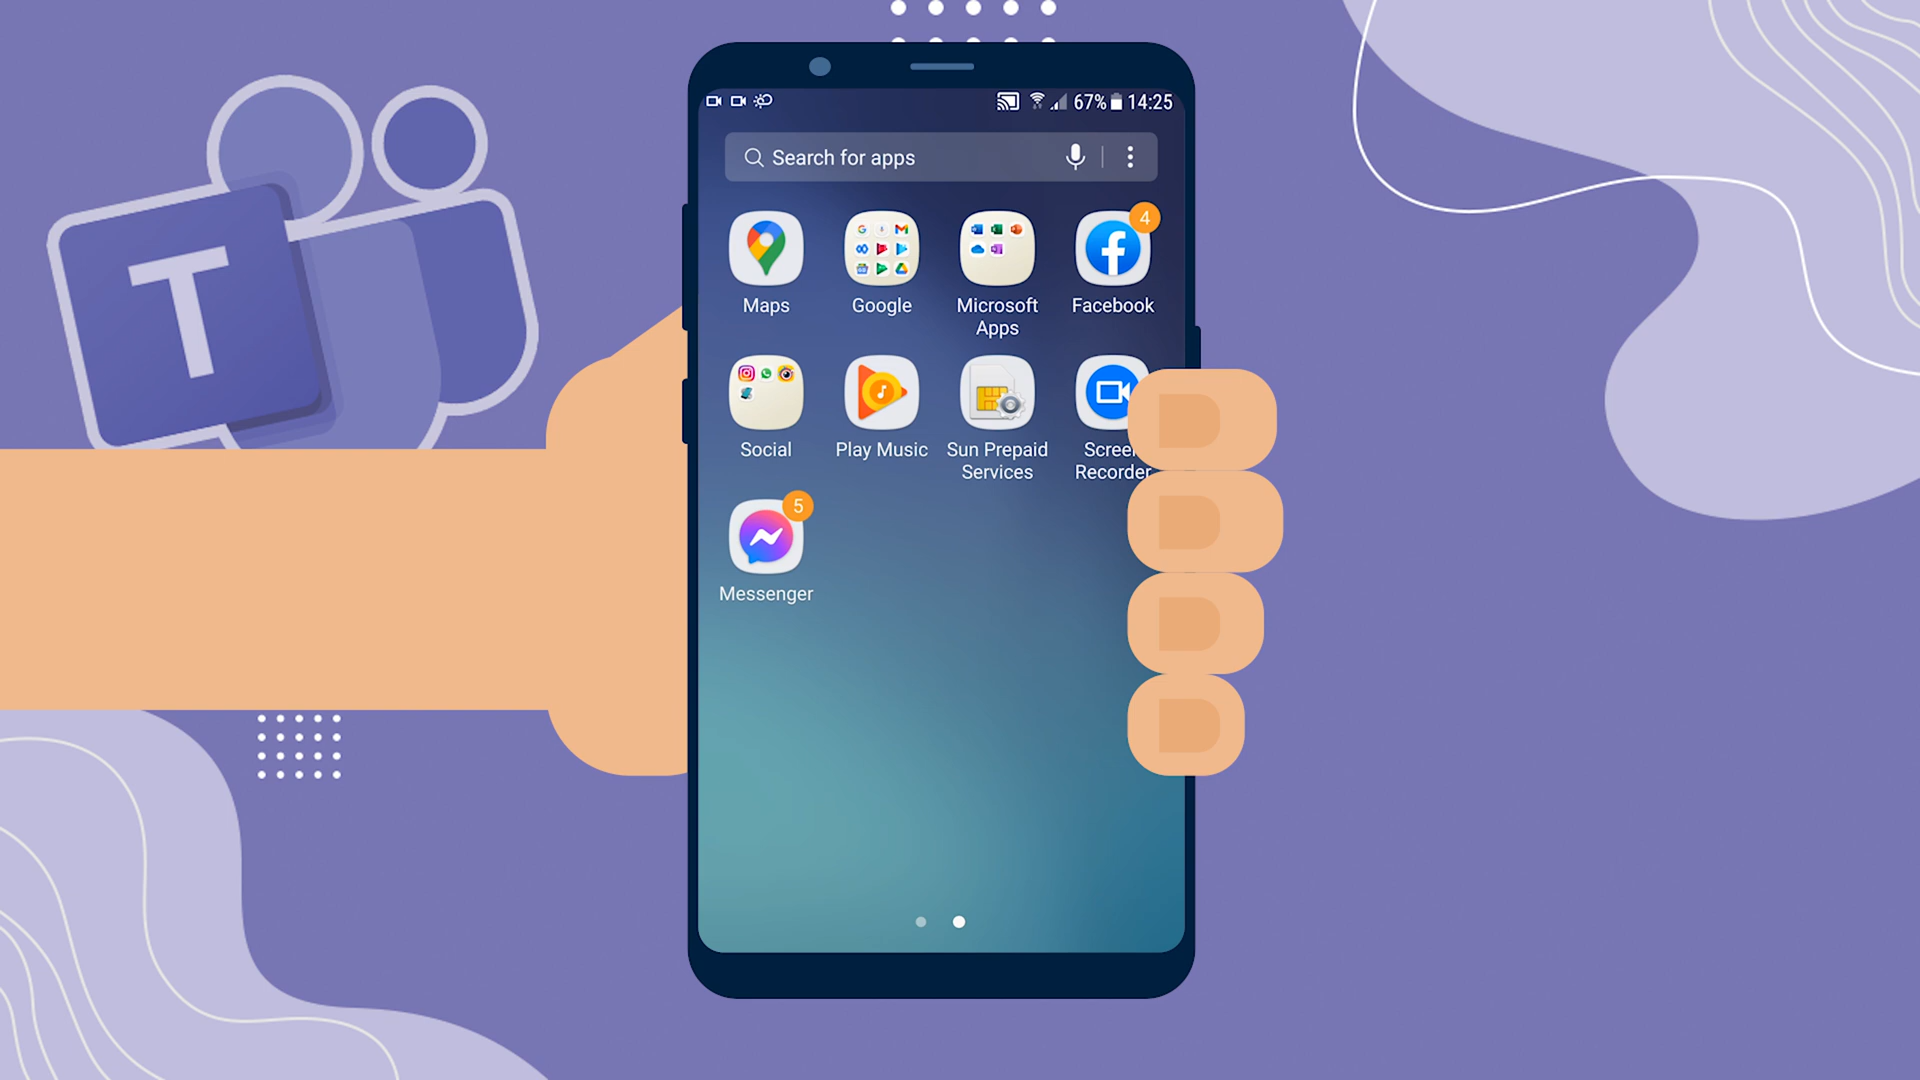 T
67% 14:25
Search for apps
4
Maps
Google
Microsoft
Apps
Facebook
Social
Play Music
Sun Prepaid
Services
Screen
Recorder
5
Messenger